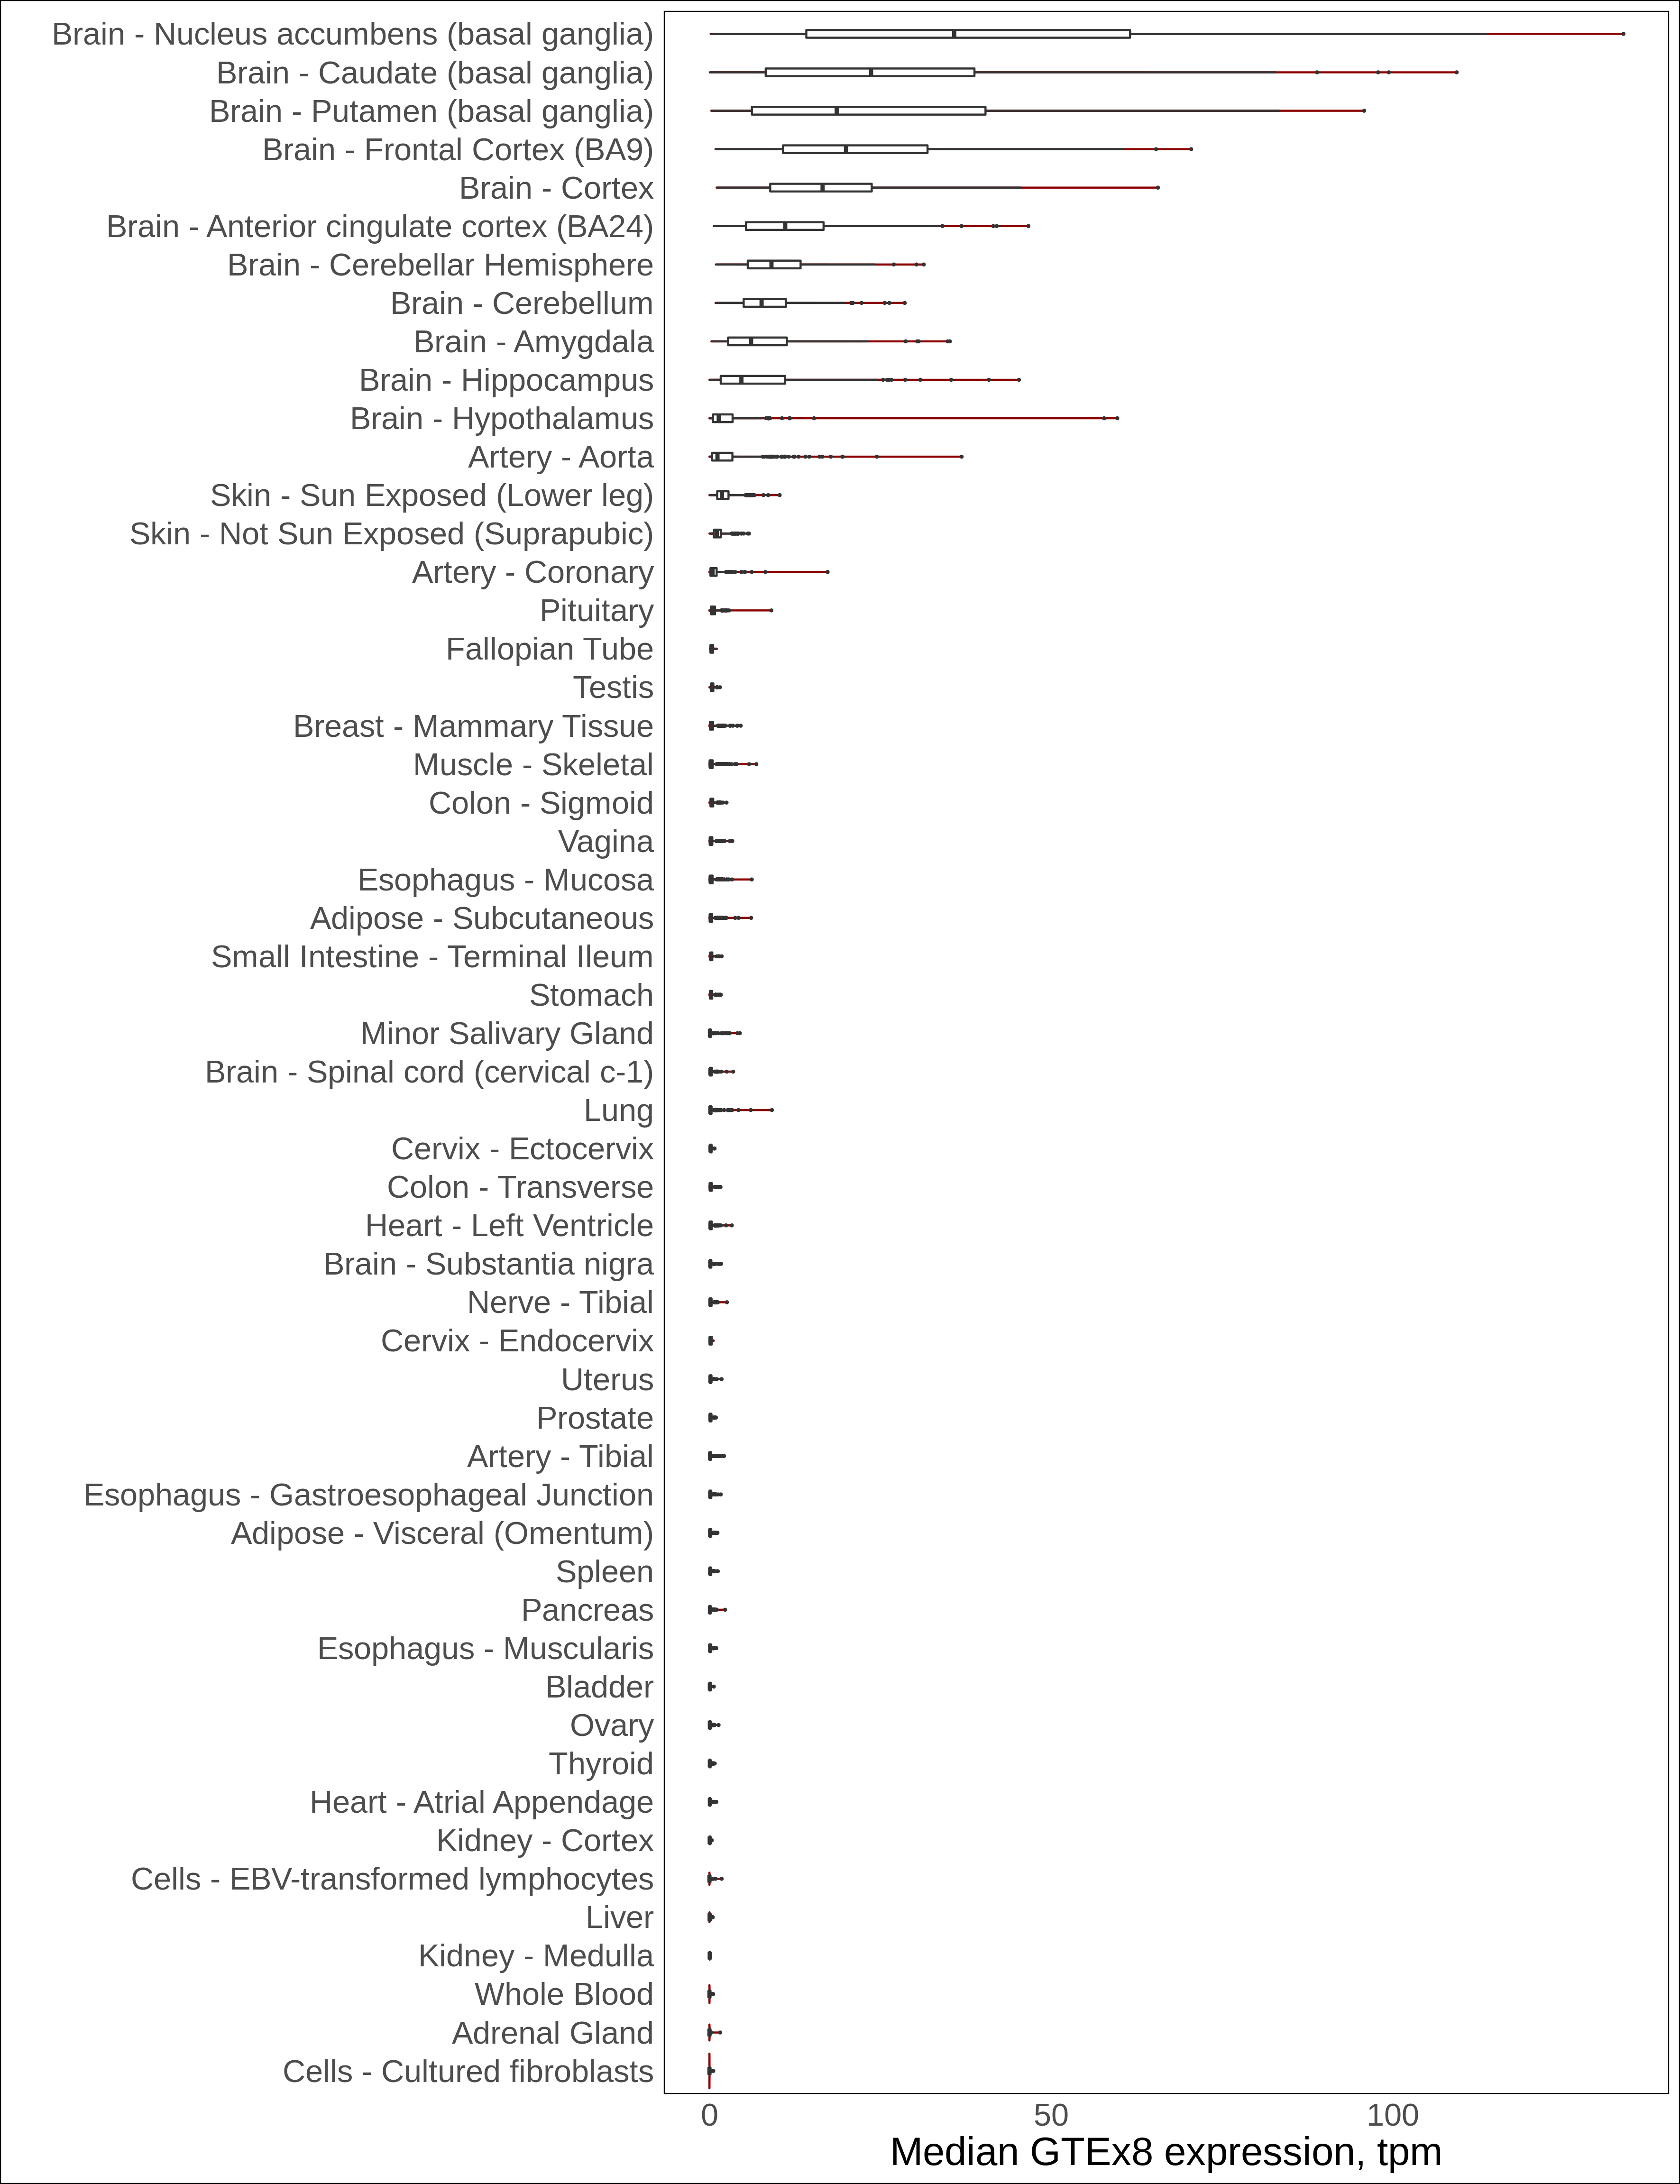 Brain - Nucleus accumbens (basal ganglia)
Brain - Caudate (basal ganglia)
Brain - Putamen (basal ganglia)
Brain - Frontal Cortex (BA9)
Brain - Cortex
Brain - Anterior cingulate cortex (BA24)
Brain - Cerebellar Hemisphere
Brain - Cerebellum
Brain - Amygdala
Brain - Hippocampus
Brain - Hypothalamus
Artery - Aorta
Skin - Sun Exposed (Lower leg)
Skin - Not Sun Exposed (Suprapubic)
Artery - Coronary
Pituitary
Fallopian Tube
Testis
Breast - Mammary Tissue
Muscle - Skeletal
Colon - Sigmoid
Vagina
Esophagus - Mucosa
Adipose - Subcutaneous
Small Intestine - Terminal Ileum
Stomach
Minor Salivary Gland
Brain - Spinal cord (cervical c-1)
Lung
Cervix - Ectocervix
Colon - Transverse
Heart - Left Ventricle
Brain - Substantia nigra
Nerve - Tibial
Cervix - Endocervix
Uterus
Prostate
Artery - Tibial
Esophagus - Gastroesophageal Junction
Adipose - Visceral (Omentum)
Spleen
Pancreas
Esophagus - Muscularis
Bladder
Ovary
Thyroid
Heart - Atrial Appendage
Kidney - Cortex
Cells - EBV-transformed lymphocytes
Liver
Kidney - Medulla
Whole Blood
Adrenal Gland
Cells - Cultured fibroblasts
0 50 100
Median GTEx8 expression, tpm